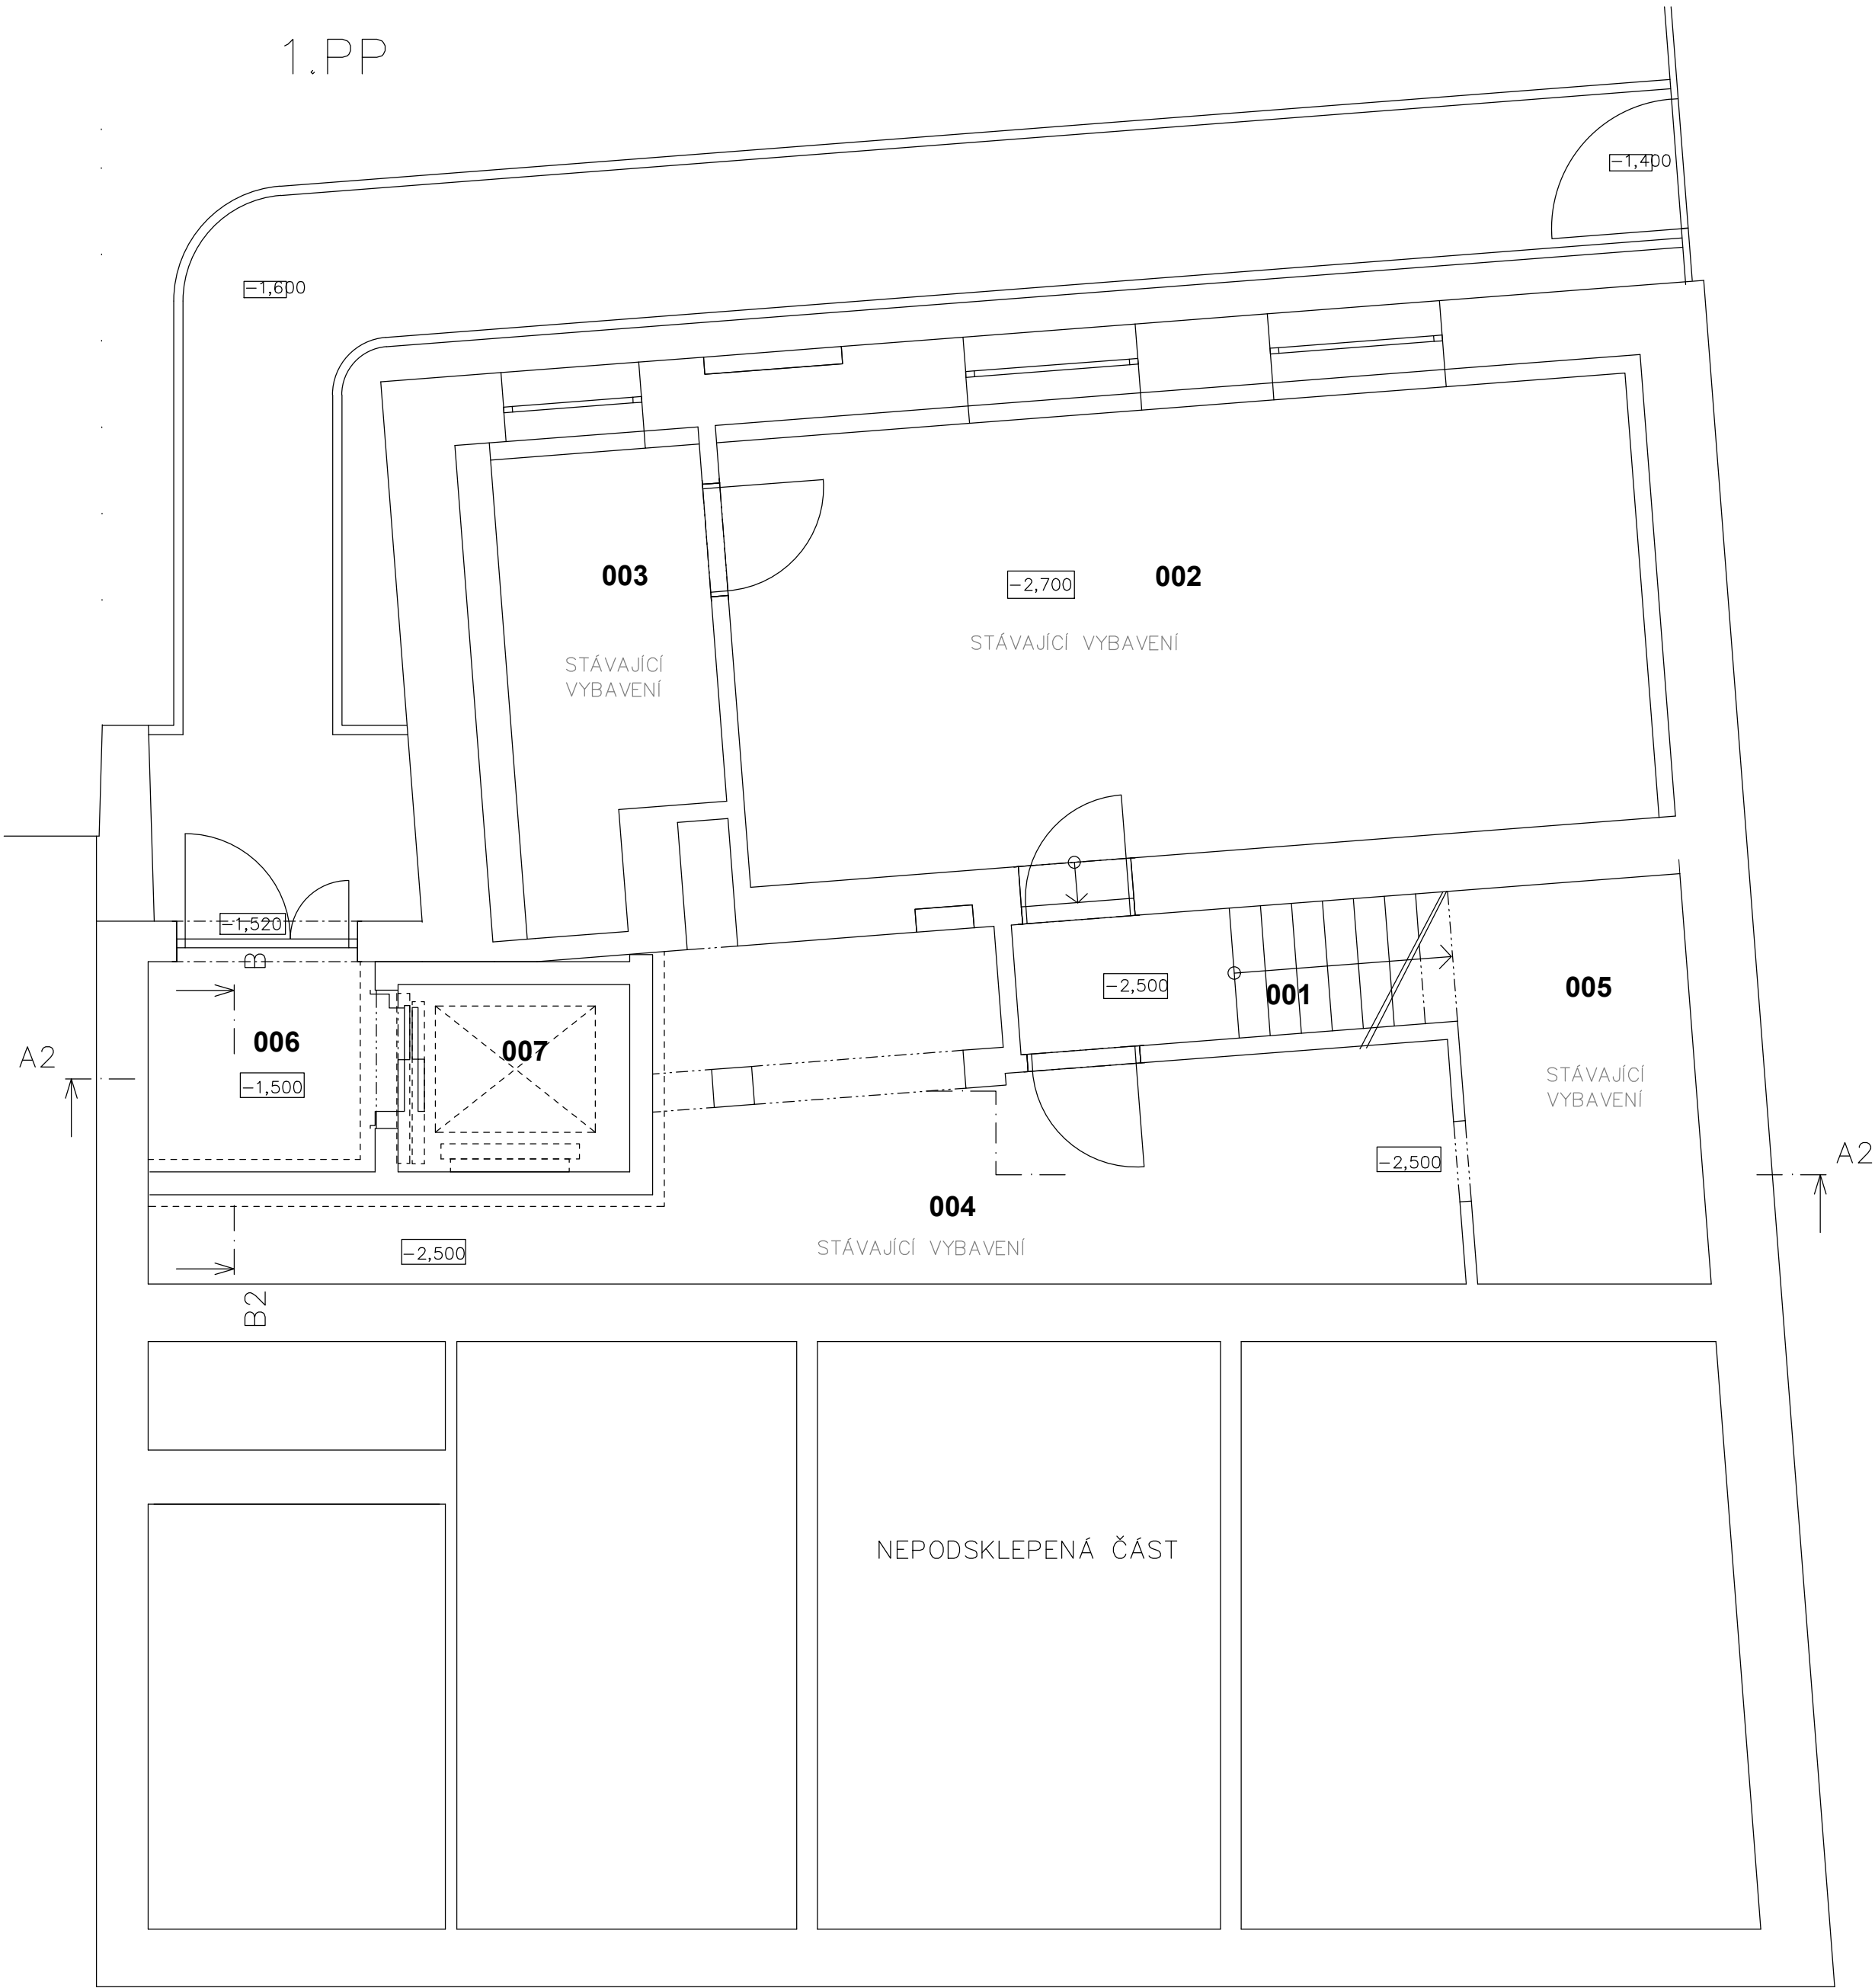 1.PP
-1,400
-1,600
003
002
-2,700
STÁVAJÍCÍ VYBAVENÍ
STÁVAJÍCÍ
VYBAVENÍ
-1,520
B
-2,500
001
005
006
007
A2
-1,500
STÁVAJÍCÍ
VYBAVENÍ
-2,500
A2
004
STÁVAJÍCÍ VYBAVENÍ
-2,500
B2
NEPODSKLEPENÁ ČÁST